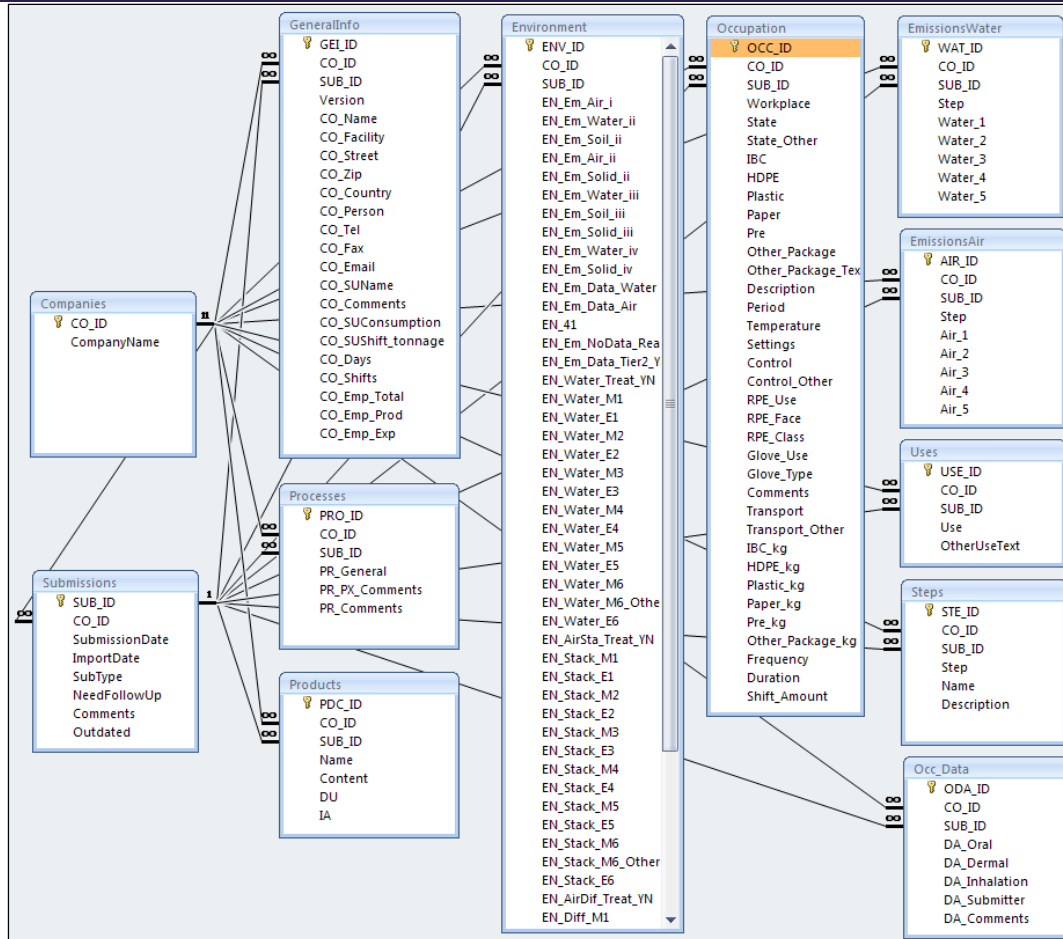 GeneralInfo
GEI_ID
CO_ID
SUB_ID
Version
CO_Name
CO_Facility
CO_Street
CO_Zip
CO_Country
CO_Person
CO_Tel
CO_Fax
CO_Email
CO_SUName
CO_Comments
CO_SUConsumption
CO_SUShift_tonnage
CO_Days
CO_Shifts
CO_Emp_Total
CO_Emp_Prod
CO_Emp_Exp
Companies
CO_ID
CompanyName
11
Submissions
SUB_ID
CO_ID
SubmissionDate
ImportDate
SubType
NeedFollowUp
Comments
Outdated
1
Processes
PRO_ID
CO_ID
SUB_ID
PR_General
PR_PX_Comments
PR_Comments
Products
PDC_ID
CO_ID
SUB_ID
Name
Content
DU
IA
Environment
ENV_ID
CO_ID
SUB_ID
EN_Em_Air_i
EN_Em_Water_ii
EN_Em_Soil_ii
EN_Em_Air_ii
EN_Em_Solid_ii
EN_Em_Water_iii
EN_Em_Soil_iii
EN_Em_Solid_iii
EN_Em_Water_iv
EN_Em_Solid_iv
EN_Em_Data_Water
EN_Em_Data_Air
EN_41
EN_Em_NoData_Rea
EN_Em_Data_Tier2_Y
EN_Water_Treat_YN
EN_Water_M1
EN_Water_E1
EN_Water_M2
EN_Water_E2
EN_Water_M3
EN_Water_E3
EN_Water_M4
EN_Water_E4
EN_Water_M5
EN_Water_E5
EN_Water_M6
EN_Water_M6_Othe
EN_Water_E6
EN_AirSta_Treat_YN
EN_Stack_M1
EN_Stack_E1
EN_Stack_M2
EN_Stack_E2
EN_Stack_M3
EN_Stack_E3
EN_Stack_M4
EN_Stack_E4
EN_Stack_M5
EN_Stack_E5
EN_Stack_M6
EN_Stack_M6_Other
EN_Stack_E6
EN_AirDif_Treat_YN
EN_Diff_M1
Occupation
OCC_ID
CO_ID
SUB_ID
Workplace
State
State_Other
IBC
HDPE
Plastic
Paper
Pre
Other_Package
Other_Package_Tex
Description
Period
Temperature
Settings
Control
Control_Other
RPE_Use
RPE_Face
RPE_Class
Glove_Use
Glove_Type
Comments
Transport
Transport_Other
IBC_kg
HDPE_kg
Plastic_kg
Paper_kg
Pre_kg
Other_Package_kg
Frequency
Duration
Shift_Amount
EmissionsWater
WAT_ID
CO_ID
SUB_ID
Step
Water_1
Water_2
Water_3
Water_4
Water_5
EmissionsAir
AIR_ID
CO_ID
SUB_ID
Step
Air_1
Air_2
Air_3
Air_4
Air_5
Uses
USE_ID
CO_ID
SUB_ID
Use
OtherUseText
Steps
STE_ID
CO_ID
SUB_ID
Step
Name
Description
Occ_Data
ODA_ID
CO_ID
SUB_ID
DA_Oral
DA_Dermal
DA_Inhalation
DA_Submitter
DA_Comments